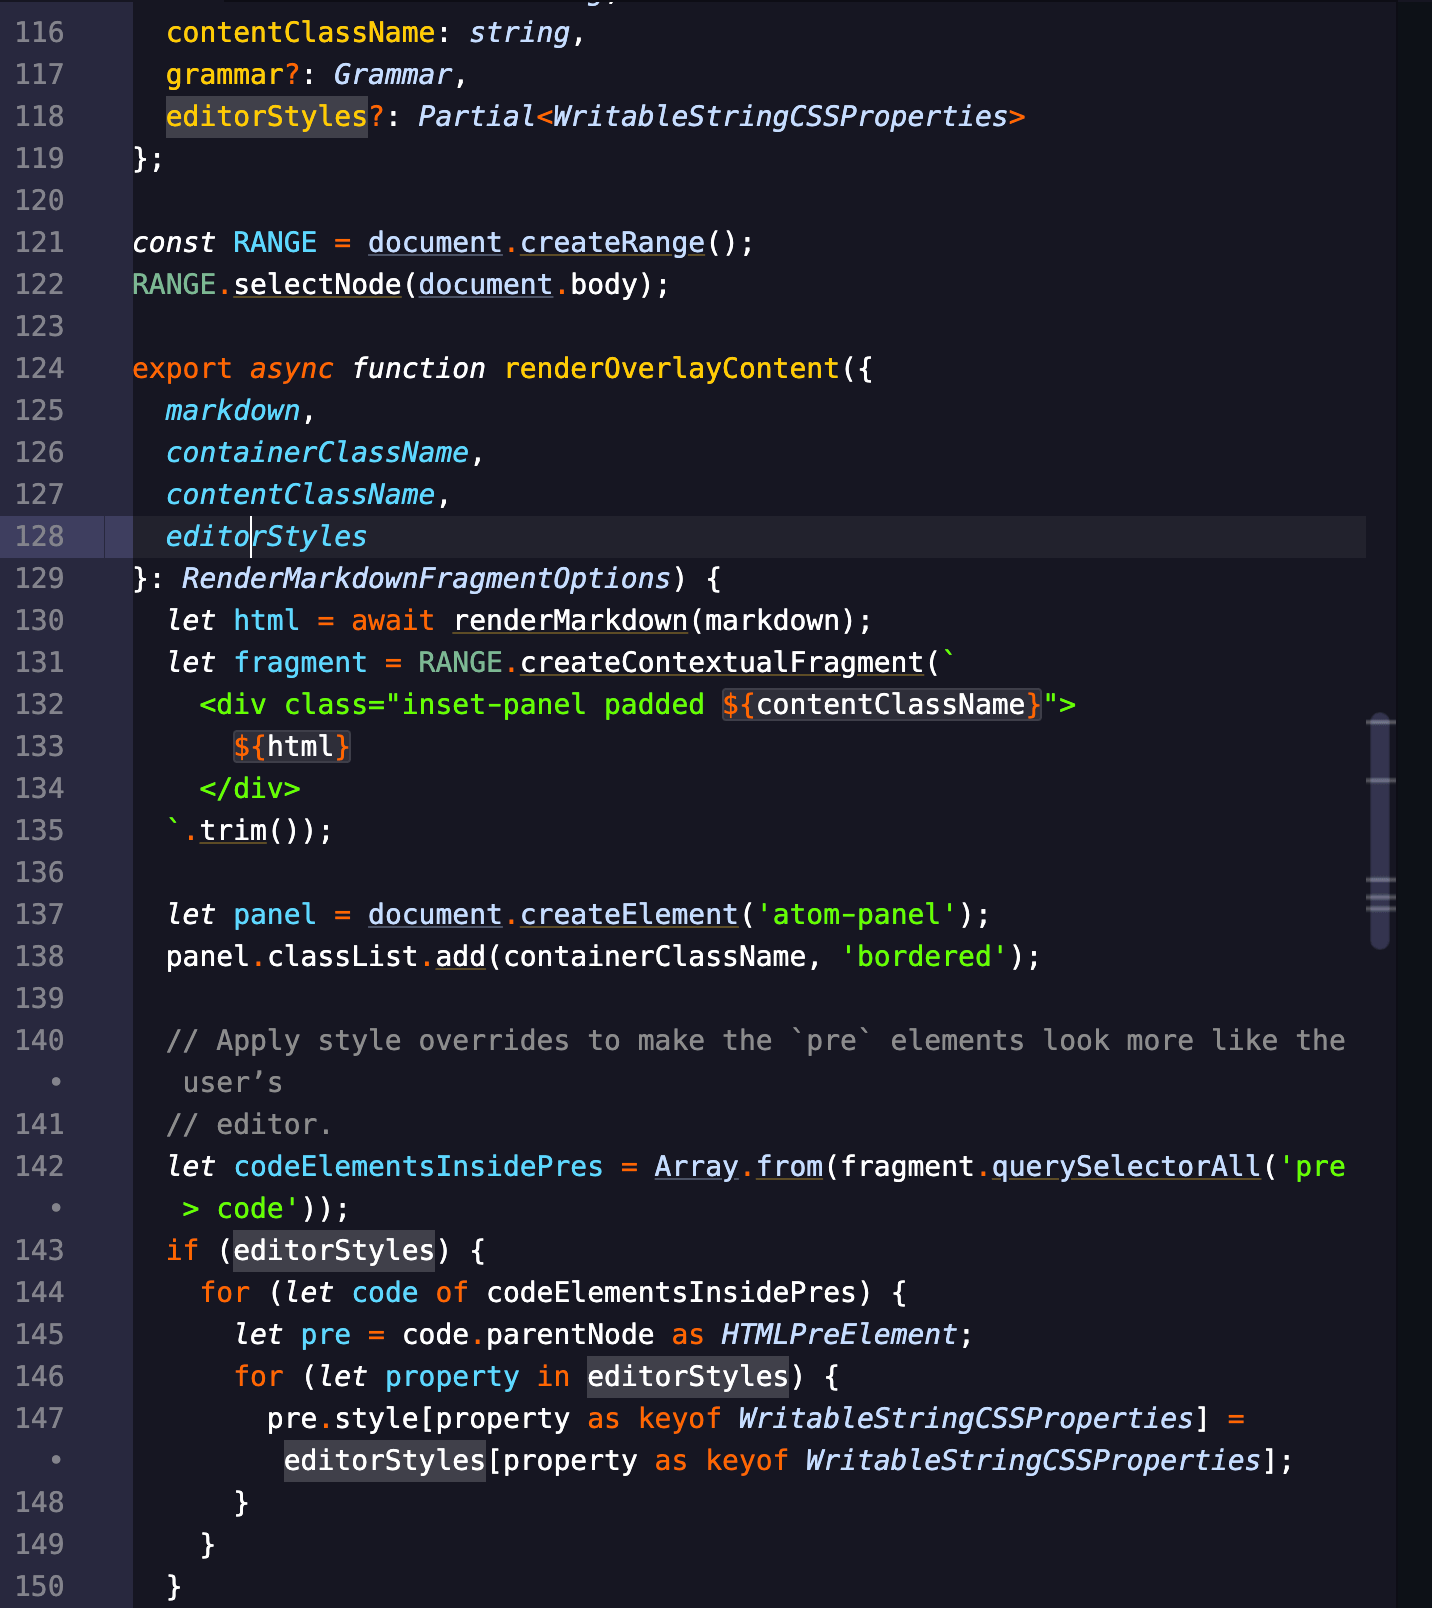 116 contentClassName: string,
117 grammar?: Grammar,
118 editorStyles?: Partial<WritableStringCSSProperties>
119 };
120
121 const RANGE = document.createRange();
122 RANGE.selectNode(document.body);
123
124 export async function renderOverlayContent({
125 markdown,
126 containerClassName,
127 contentClassName,
128 editorStyles
129 }: RenderMarkdownFragmentOptions) {
130 let html = await renderMarkdown(markdown);
131 let fragment = RANGE.createContextualFragment(`
132 <div class="inset-panel padded ${contentClassName}">
133 ${html}
134 </div>
135 `.trim());
136
137 let panel = document.createElement('atom-panel');
138 panel.classList.add(containerClassName, 'bordered');
139
140 // Apply style overrides to make the `pre` elements look more like the
• user’s
141 // editor.
142 let codeElementsInsidePres = Array.from(fragment.querySelectorAll('pre
• > code'));
143 if (editorStyles) {
144 for (let code of codeElementsInsidePres) {
145 let pre = code.parentNode as HTMLPreElement;
146 for (let property in editorStyles) {
147 pre.style[property as keyof WritableStringCSSProperties] =
• editorStyles[property as keyof WritableStringCSSProperties];
148 }
149 }
150 }